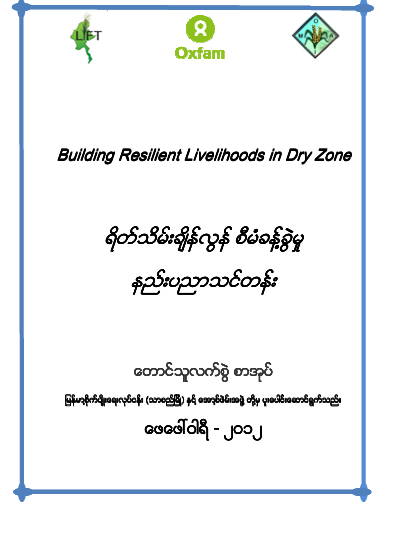 LIFT
Oxfam
M O A I
Building Resilient Livelihoods in Dry Zone
ရိတ်သိမ်းချိန်လွန် စီမံခန့်ခွဲမှု
နည်းပညာသင်တန်း
တောင်သူလက်စွဲ စာအုပ်
မြန်မာ့စိုက်ပျိုးရေးလုပ်ငန်း (သာစည်မြို့) နှင့် အောစ့်ဖဲမ်းအဖွဲ့ တို့မှ ပူးပေါင်းဆောင်ရွက်သည်။
ဖေဖေါ်ဝါရီ - ၂၀၁၂